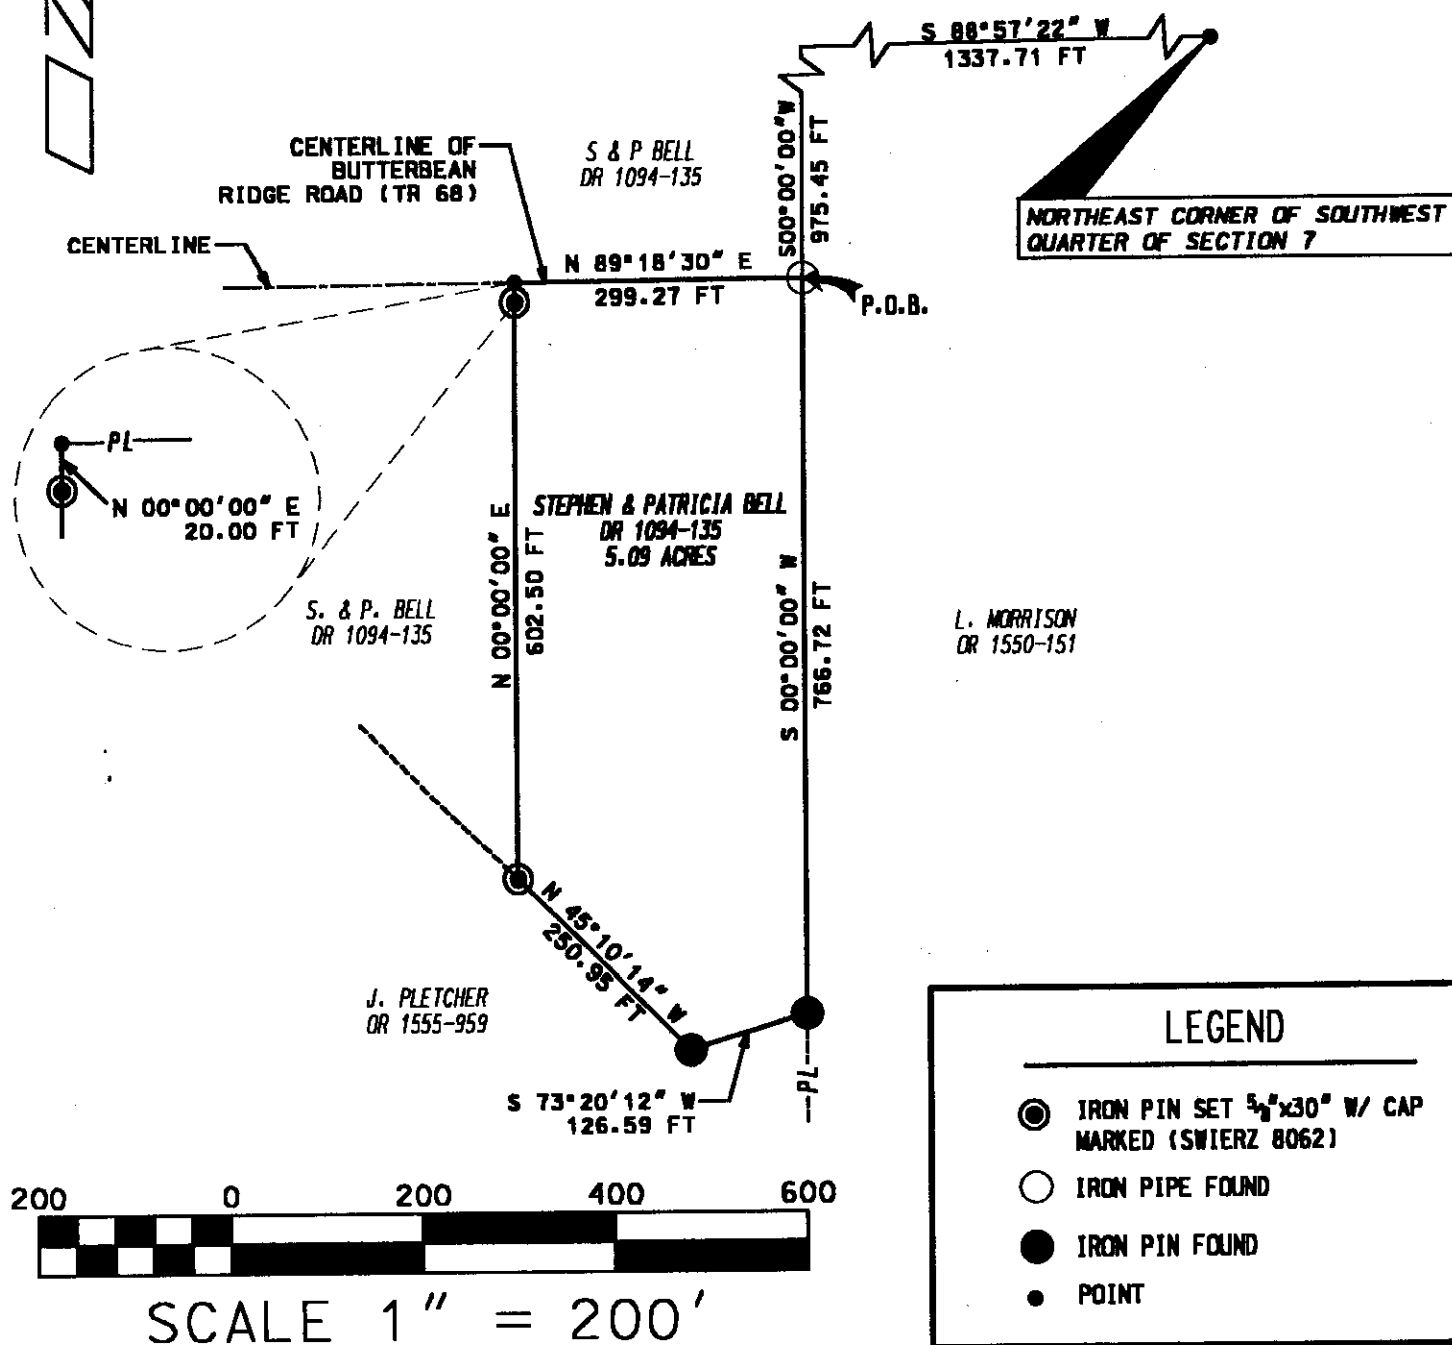 S 88°57'22" W
1337.71 FT
CENTERLINE OF
BUTTERBEAN
RIDGE ROAD (TR 68)
S & P BELL
DR 1094-135
S00°00'00"W
975.45 FT
NORTHEAST CORNER OF SOUTHWEST
QUARTER OF SECTION 7
CENTERLINE
N 89°18'30" E
299.27 FT
P.O.B.
PL
N 00°00'00" E
20.00 FT
STEPHEN & PATRICIA BELL
DR 1094-135
5.09 ACRES
N 00°00'00" E
602.50 FT
S 00°00'00" W
766.72 FT
S. & P. BELL
DR 1094-135
L. MORRISON
OR 1550-151
N 45°10'14" W
250.95 FT
J. PLETCHER
OR 1555-959
S 73°20'12" W
126.59 FT
PL
LEGEND
IRON PIN SET 5/8"x30" W/ CAP
MARKED (SWIERZ 8062)
IRON PIPE FOUND
IRON PIN FOUND
POINT
200 0 200 400 600
SCALE 1" = 200'